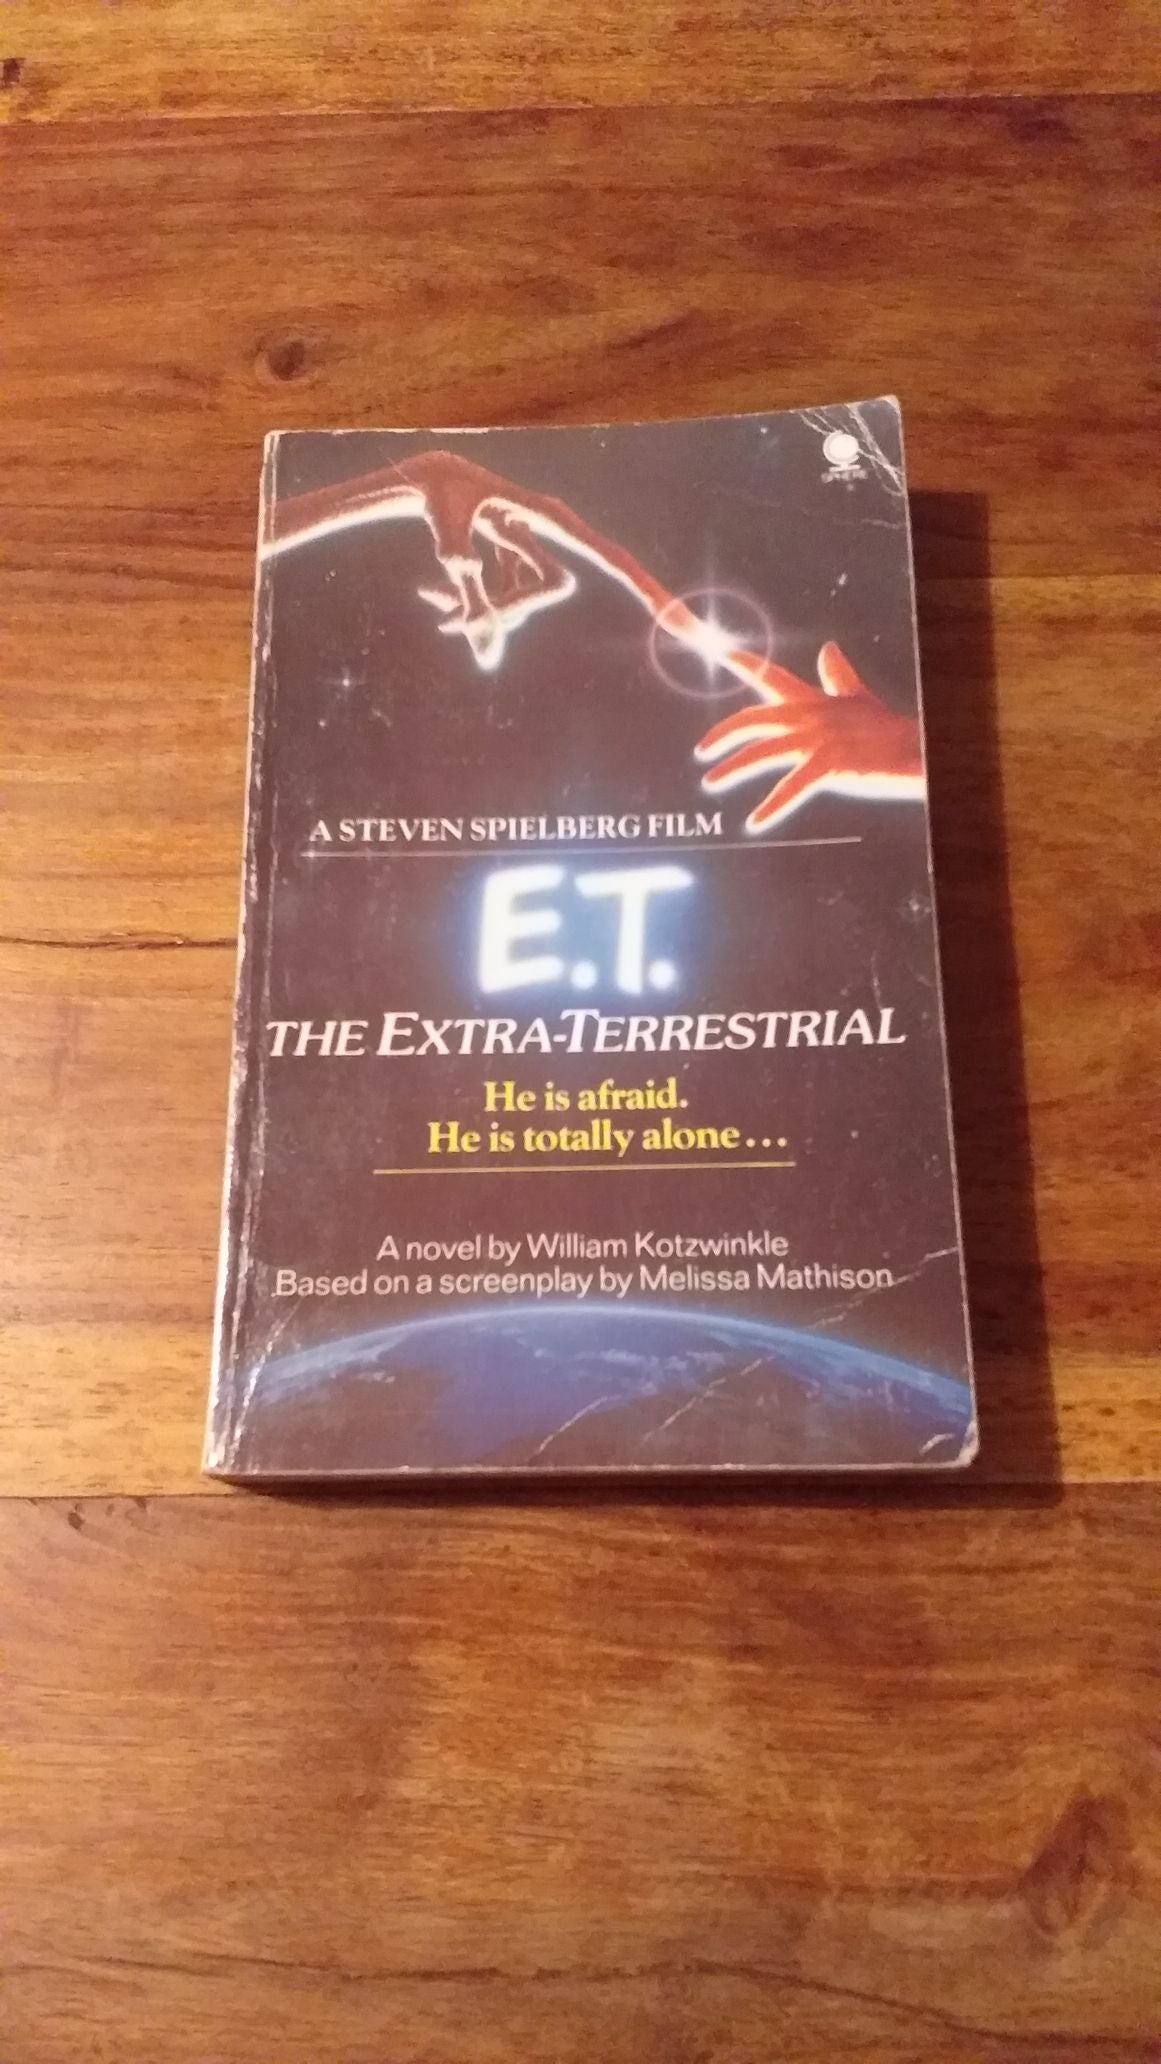 SPHERE
A STEVEN SPIELBERG FILM
E.T.
THE EXTRA-TERRESTRIAL
He is afraid.
He is totally alone...
A novel by William Kotzwinkle
Based on a screenplay by Melissa Mathison